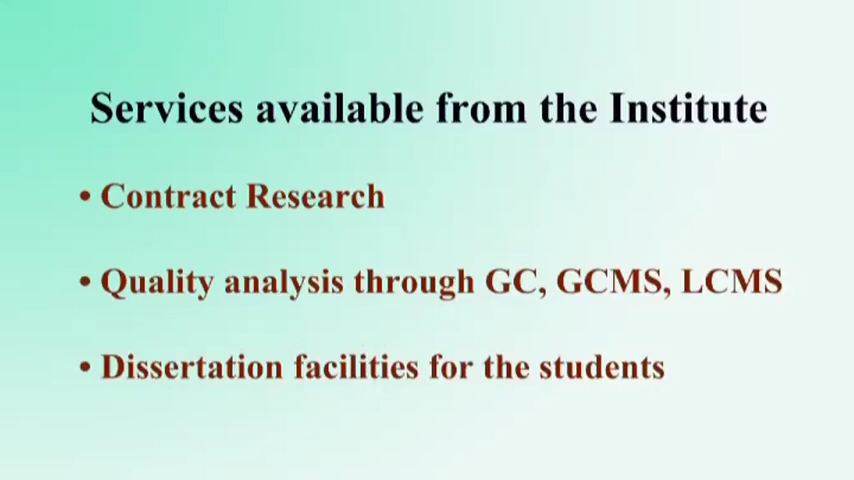 Services available from the Institute
• Contract Research
• Quality analysis through GC, GCMS, LCMS
• Dissertation facilities for the students